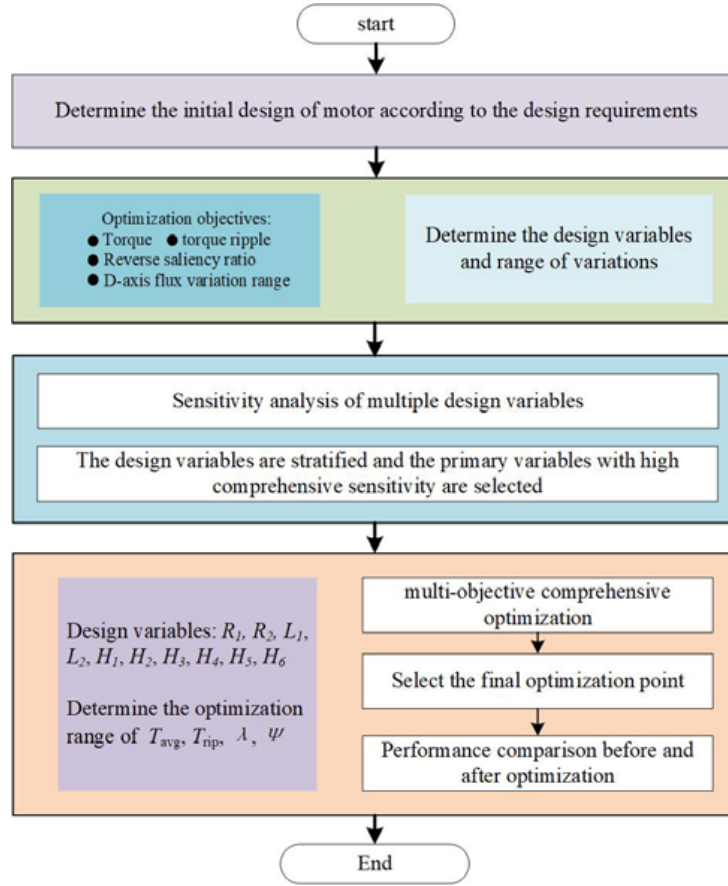 start
Determine the initial design of motor according to the design requirements
Optimization objectives:
● Torque ● torque ripple
● Reverse saliency ratio
● D-axis flux variation range
Determine the design variables
and range of variations
Sensitivity analysis of multiple design variables
The design variables are stratified and the primary variables with high
comprehensive sensitivity are selected
Design variables: R₁, R₂, L₁,
L₂, H₁, H₂, H₃, H₄, H₅, H₆
Determine the optimization
range of T_avg, T_rip, λ, Ψ
multi-objective comprehensive
optimization
Select the final optimization point
Performance comparison before and
after optimization
End